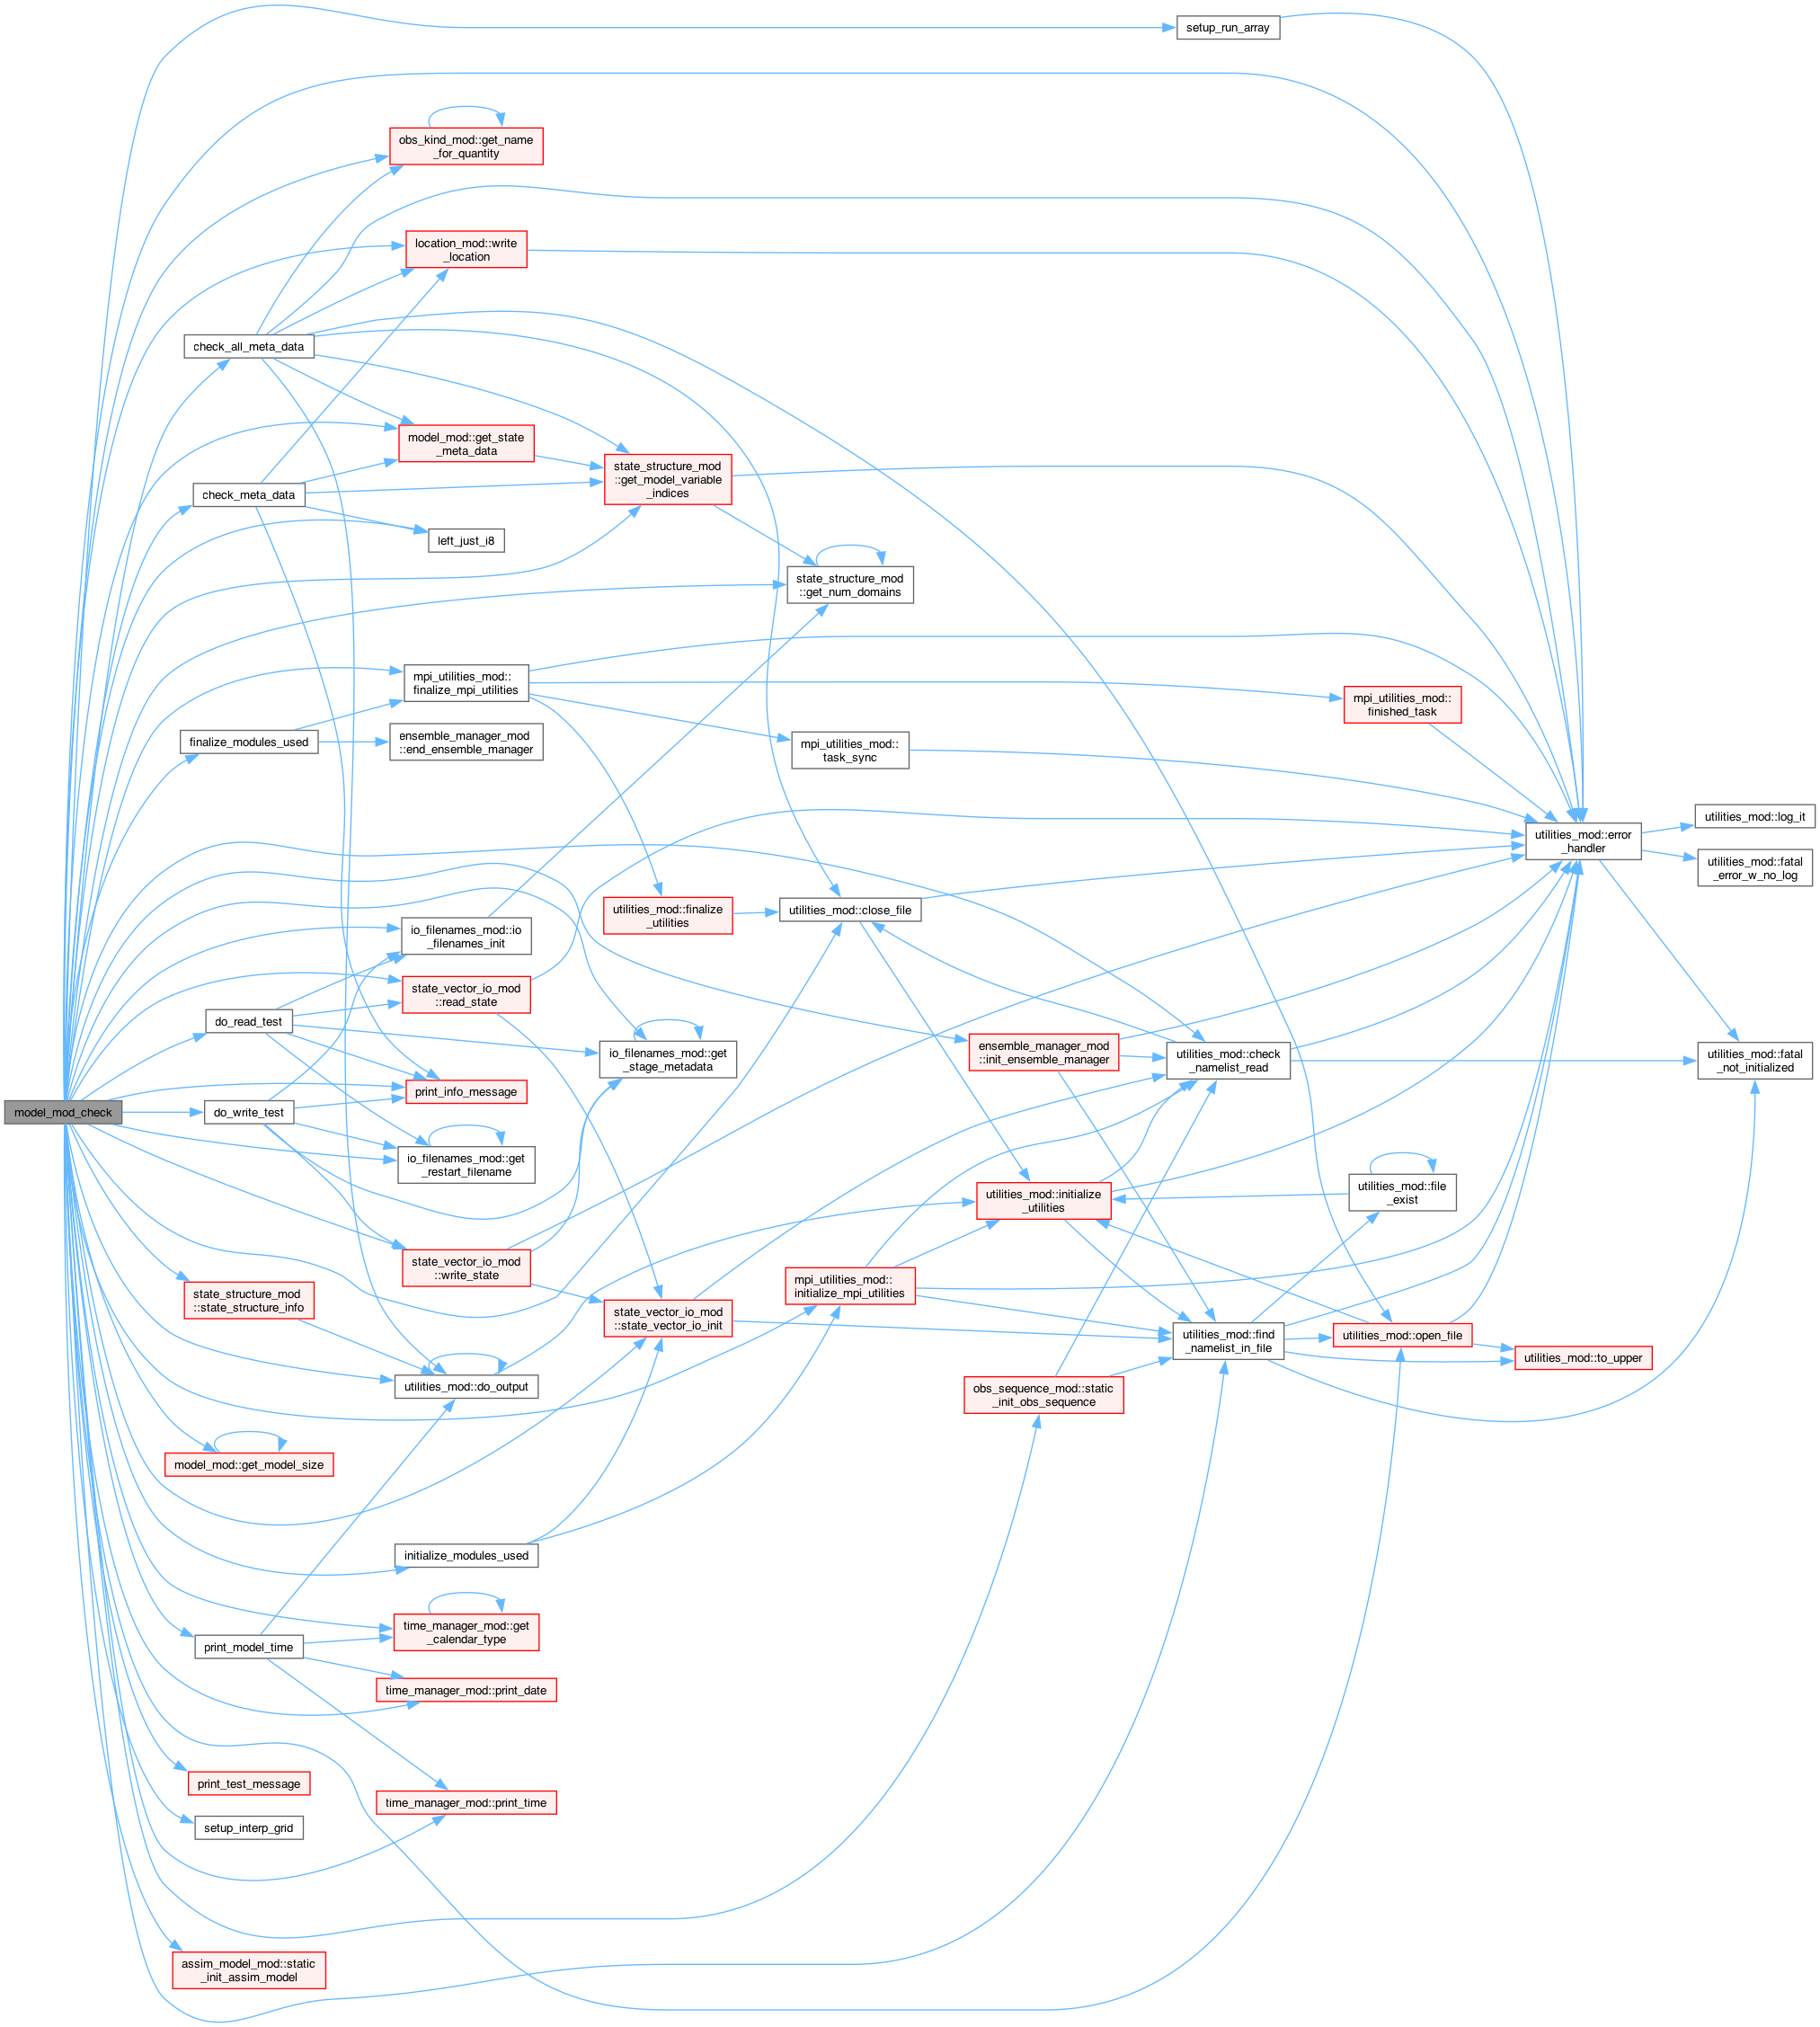 setup_run_array
obs_kind_mod::get_name
_for_quantity
location_mod::write
_location
check_all_meta_data
model_mod::get_state
_meta_data
state_structure_mod
::get_model_variable
_indices
check_meta_data
left_just_i8
state_structure_mod
::get_num_domains
mpi_utilities_mod::
finalize_mpi_utilities
mpi_utilities_mod::
finished_task
finalize_modules_used
ensemble_manager_mod
::end_ensemble_manager
mpi_utilities_mod::
task_sync
utilities_mod::log_it
utilities_mod::error
_handler
utilities_mod::fatal
_error_w_no_log
utilities_mod::finalize
_utilities
utilities_mod::close_file
io_filenames_mod::io
_filenames_init
state_vector_io_mod
::read_state
do_read_test
io_filenames_mod::get
_stage_metadata
ensemble_manager_mod
::init_ensemble_manager
utilities_mod::check
_namelist_read
utilities_mod::fatal
_not_initialized
print_info_message
model_mod_check
do_write_test
io_filenames_mod::get
_restart_filename
utilities_mod::initialize
_utilities
utilities_mod::file
_exist
state_vector_io_mod
::write_state
state_structure_mod
::state_structure_info
mpi_utilities_mod::
initialize_mpi_utilities
state_vector_io_mod
::state_vector_io_init
utilities_mod::find
_namelist_in_file
utilities_mod::open_file
utilities_mod::to_upper
utilities_mod::do_output
obs_sequence_mod::static
_init_obs_sequence
model_mod::get_model_size
initialize_modules_used
time_manager_mod::get
_calendar_type
print_model_time
time_manager_mod::print_date
print_test_message
time_manager_mod::print_time
setup_interp_grid
assim_model_mod::static
_init_assim_model